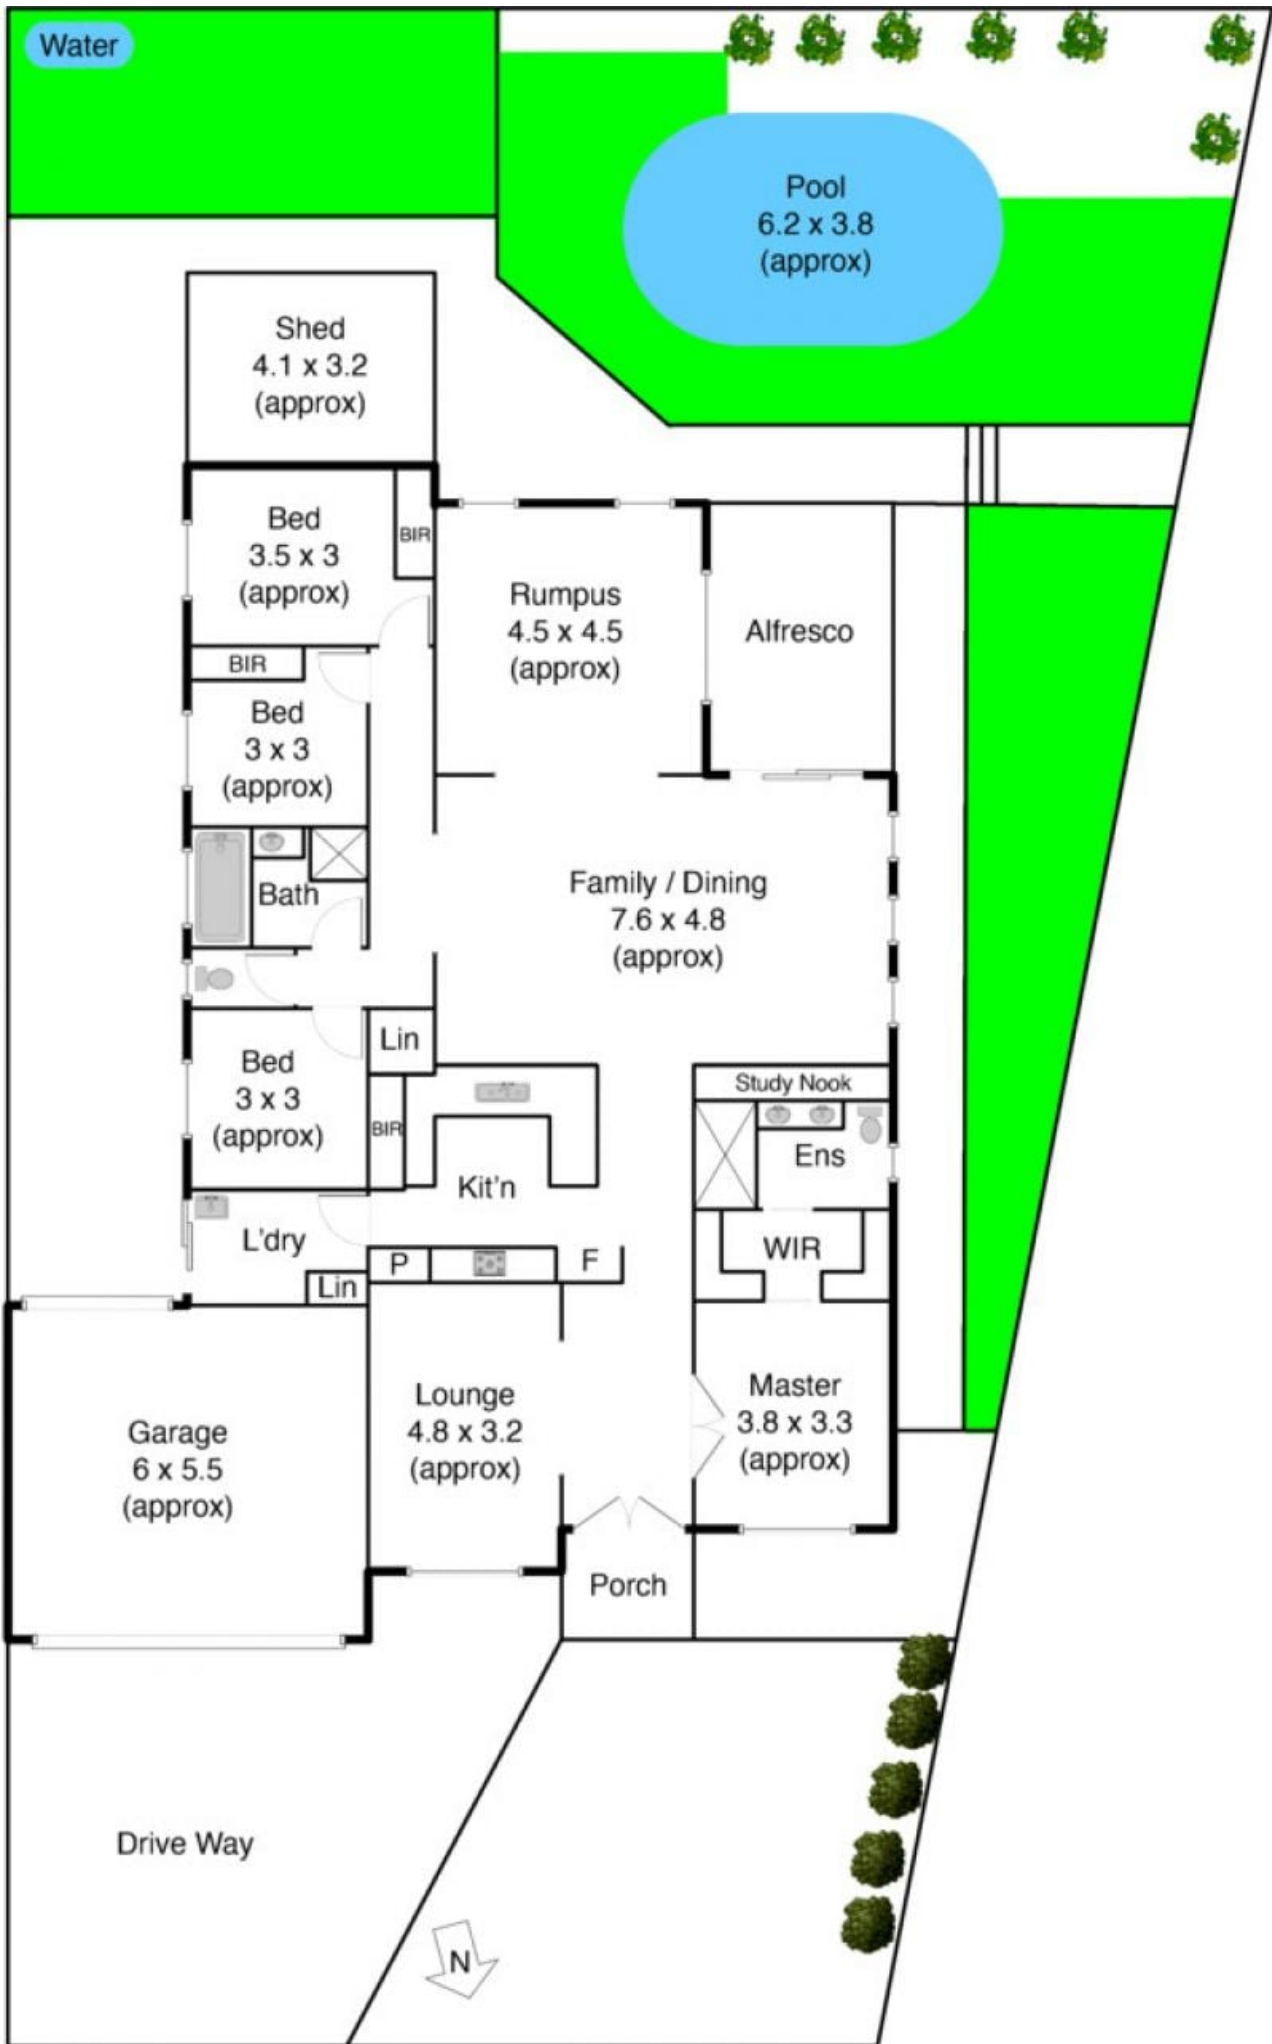 Water
Pool
6.2 x 3.8
(approx)
Shed
4.1 x 3.2
(approx)
Bed
3.5 x 3
(approx)
BIR
Rumpus
4.5 x 4.5
(approx)
Alfresco
BIR
Bed
3 x 3
(approx)
Bath
Family / Dining
7.6 x 4.8
(approx)
Lin
Bed
3 x 3
(approx)
BIR
Study Nook
Ens
Kit'n
L'dry
WIR
P
F
Lin
Master
3.8 x 3.3
(approx)
Lounge
4.8 x 3.2
(approx)
Garage
6 x 5.5
(approx)
Porch
Drive Way
N